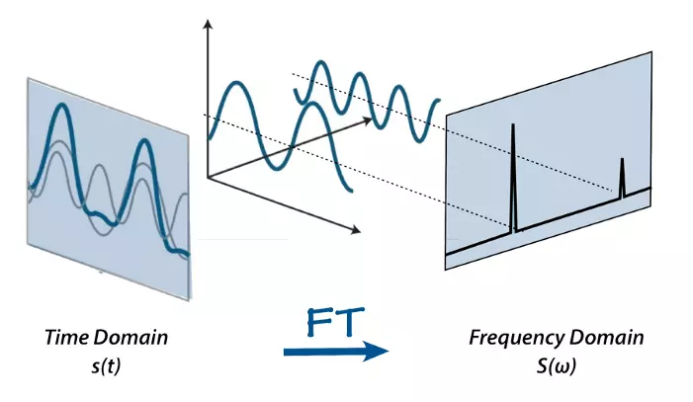 FT
Time Domain
s(t)
Frequency Domain
S(ω)